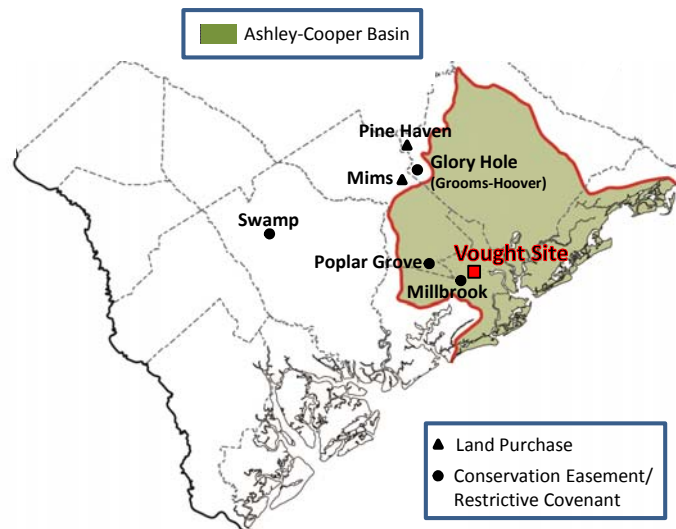 Ashley-Cooper Basin
Pine Haven
Glory Hole
(Grooms-Hoover)
Mims
Swamp
Poplar Grove
Vought Site
Millbrook
Land Purchase
Conservation Easement/
Restrictive Covenant